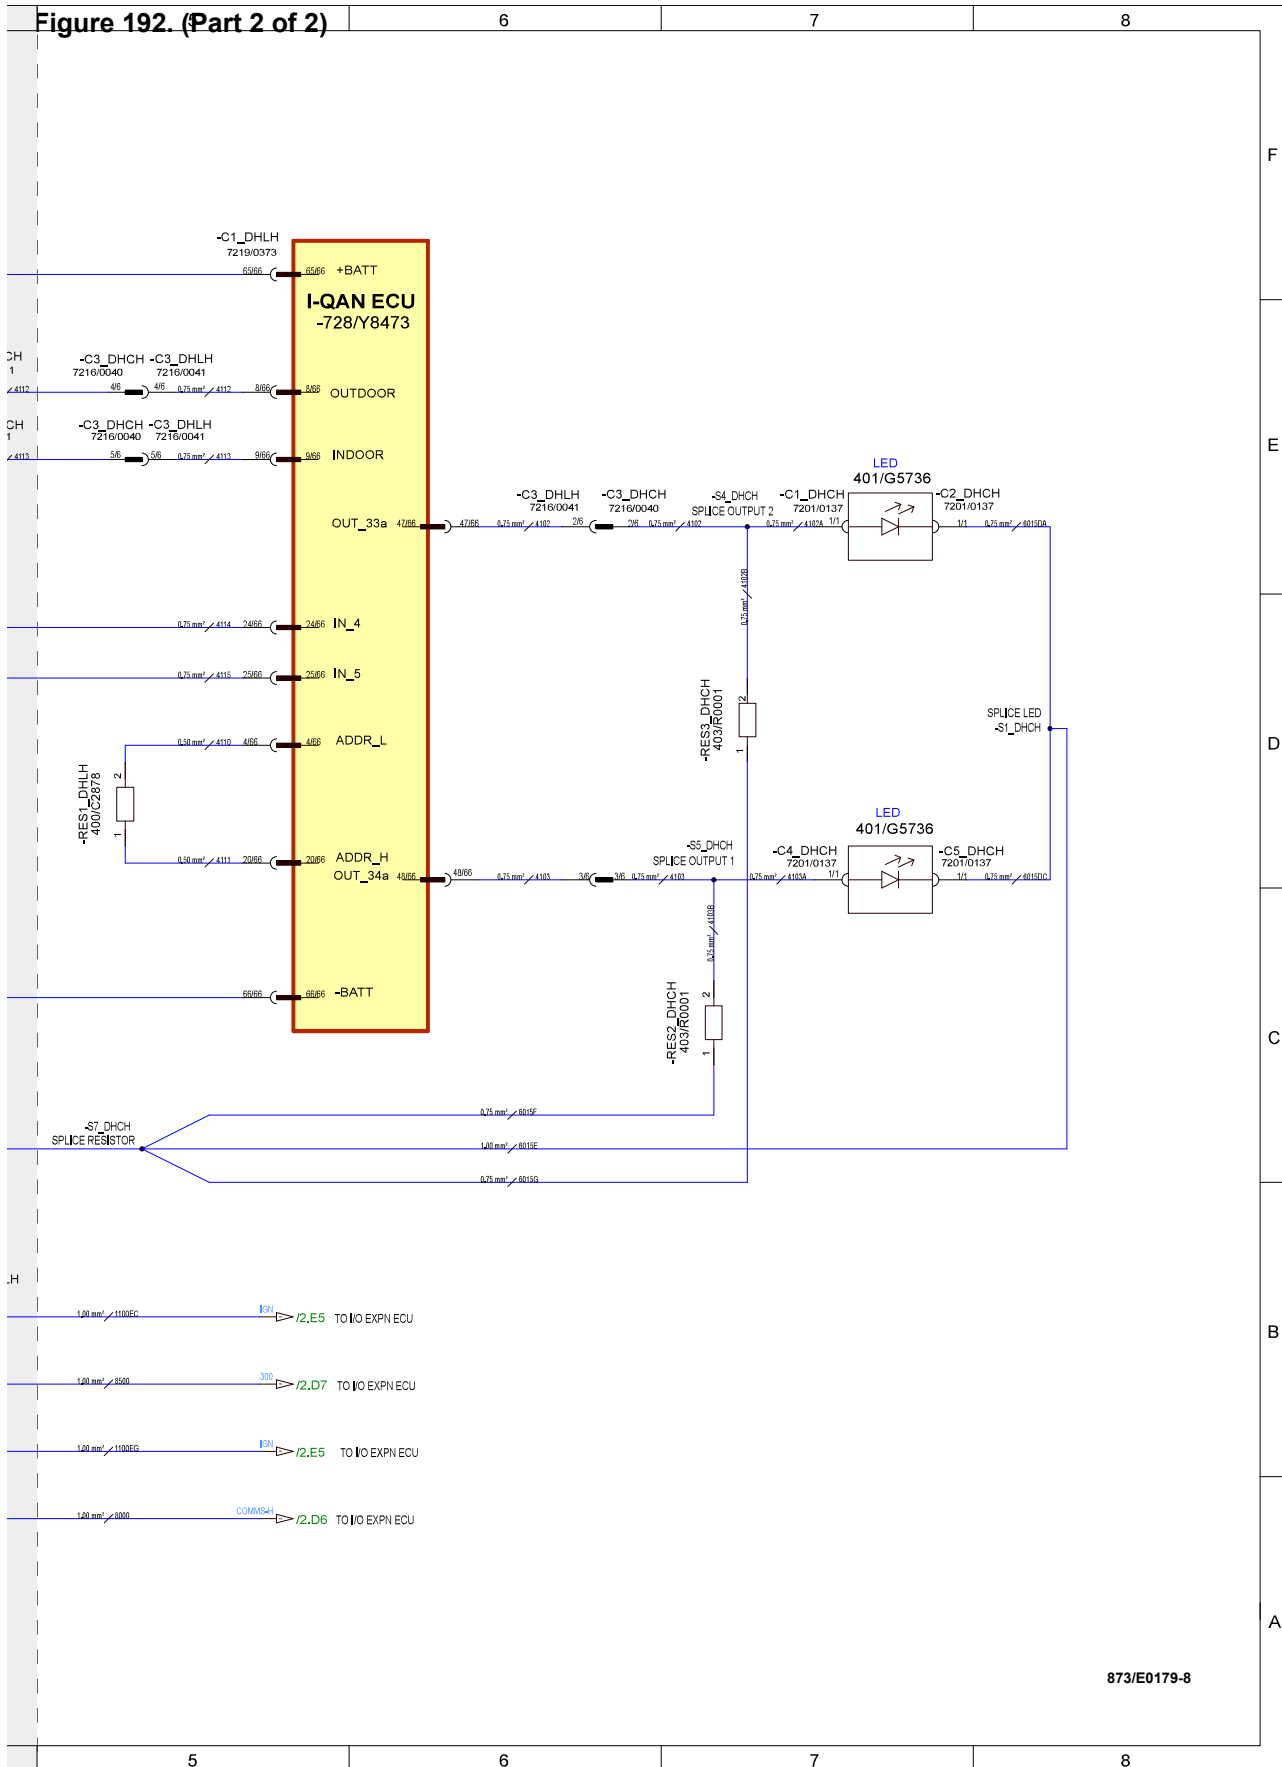 Figure 192. (Part 2 of 2)
5
6
7
8
F
-C1_DHLH
7219/0373
65/66
65/66
+BATT
I-QAN ECU
-728/Y8473
CH
1
4112
-C3_DHCH
7216/0040
-C3_DHLH
7216/0041
4/6
4/6
0.75 mm² / 4112
8/66
8/66
OUTDOOR
CH
1
4113
-C3_DHCH
7216/0040
-C3_DHLH
7216/0041
5/6
5/6
0.75 mm² / 4113
9/66
9/66
INDOOR
E
OUT_33a
47/66
47/66
0.75 mm² / 4102
-C3_DHLH
7216/0041
2/6
-C3_DHCH
7216/0040
2/6
0.75 mm² / 4102
-S4_DHCH
SPLICE OUTPUT 2
0.75 mm² / 4102A
-C1_DHCH
7201/0137
1/1
LED
401/G5736
-C2_DHCH
7201/0137
1/1
0.75 mm² / 6015DA
0.75 mm² / 4102B
0.75 mm² / 4114
24/66
24/66
IN_4
0.75 mm² / 4115
25/66
25/66
IN_5
-RES3_DHCH
403/R0001
2
1
SPLICE LED
-S1_DHCH
D
0.50 mm² / 4110
4/66
4/66
ADDR_L
-RES1_DHLH
400/C2878
2
1
0.50 mm² / 4111
20/66
20/66
ADDR_H
OUT_34a
48/66
48/66
0.75 mm² / 4103
3/6
3/6
0.75 mm² / 4103
-S5_DHCH
SPLICE OUTPUT 1
0.75 mm² / 4103A
-C4_DHCH
7201/0137
1/1
LED
401/G5736
-C5_DHCH
7201/0137
1/1
0.75 mm² / 6015DC
0.75 mm² / 4103B
66/66
66/66
-BATT
-RES2_DHCH
403/R0001
2
1
C
0.75 mm² / 6015F
-S7_DHCH
SPLICE RESISTOR
1.00 mm² / 6015E
0.75 mm² / 6015G
LH
1.00 mm² / 1100EC
IGN
/2.E5 TO I/O EXPN ECU
B
1.00 mm² / 8500
300
/2.D7 TO I/O EXPN ECU
1.00 mm² / 1100EG
IGN
/2.E5 TO I/O EXPN ECU
1.00 mm² / 8000
COMMS-H
/2.D6 TO I/O EXPN ECU
A
873/E0179-8
5
6
7
8